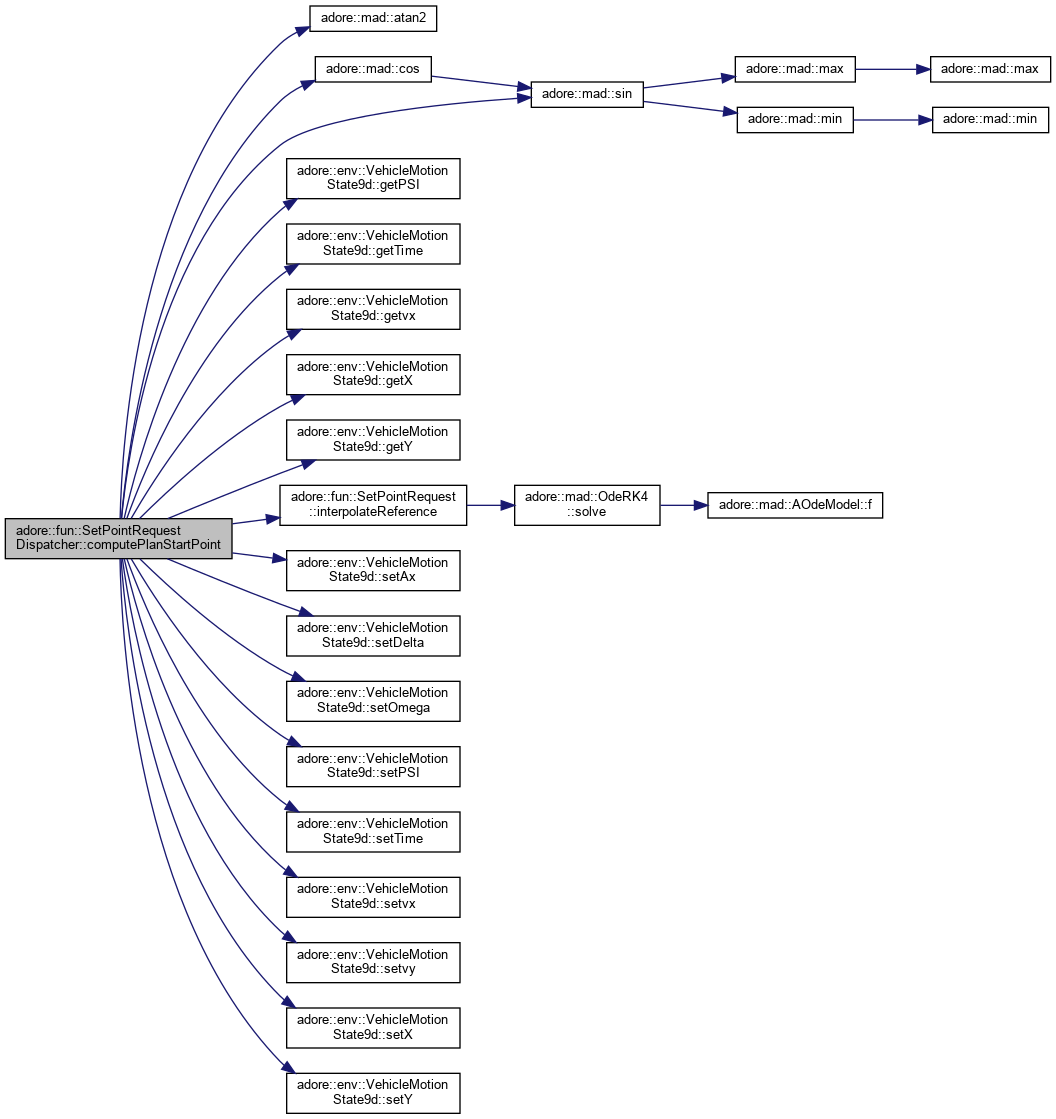 adore::mad::atan2
adore::mad::cos
adore::mad::max
adore::mad::max
adore::mad::sin
adore::mad::min
adore::mad::min
adore::env::VehicleMotion
State9d::getPSI
adore::env::VehicleMotion
State9d::getTime
adore::env::VehicleMotion
State9d::getvx
adore::env::VehicleMotion
State9d::getX
adore::env::VehicleMotion
State9d::getY
adore::fun::SetPointRequest
::interpolateReference
adore::mad::OdeRK4
::solve
adore::mad::AOdeModel::f
adore::fun::SetPointRequest
Dispatcher::computePlanStartPoint
adore::env::VehicleMotion
State9d::setAx
adore::env::VehicleMotion
State9d::setDelta
adore::env::VehicleMotion
State9d::setOmega
adore::env::VehicleMotion
State9d::setPSI
adore::env::VehicleMotion
State9d::setTime
adore::env::VehicleMotion
State9d::setvx
adore::env::VehicleMotion
State9d::setvy
adore::env::VehicleMotion
State9d::setX
adore::env::VehicleMotion
State9d::setY